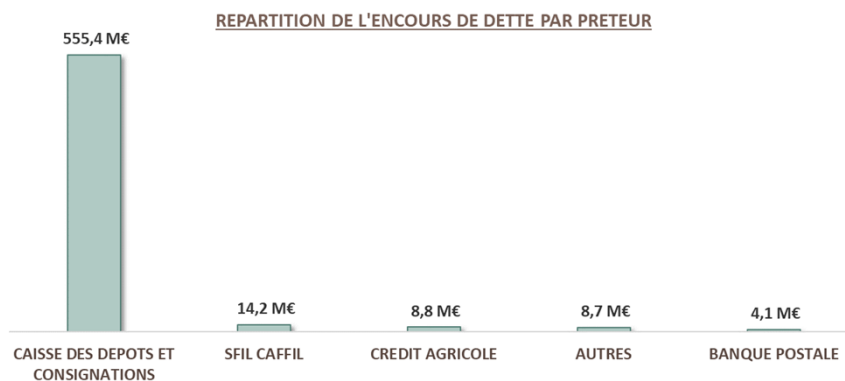 REPARTITION DE L'ENCOURS DE DETTE PAR PRETEUR
555,4 M€
14,2 M€
8,8 M€
8,7 M€
4,1 M€
CAISSE DES DEPOTS ET
CONSIGNATIONS
SFIL CAFFIL
CREDIT AGRICOLE
AUTRES
BANQUE POSTALE